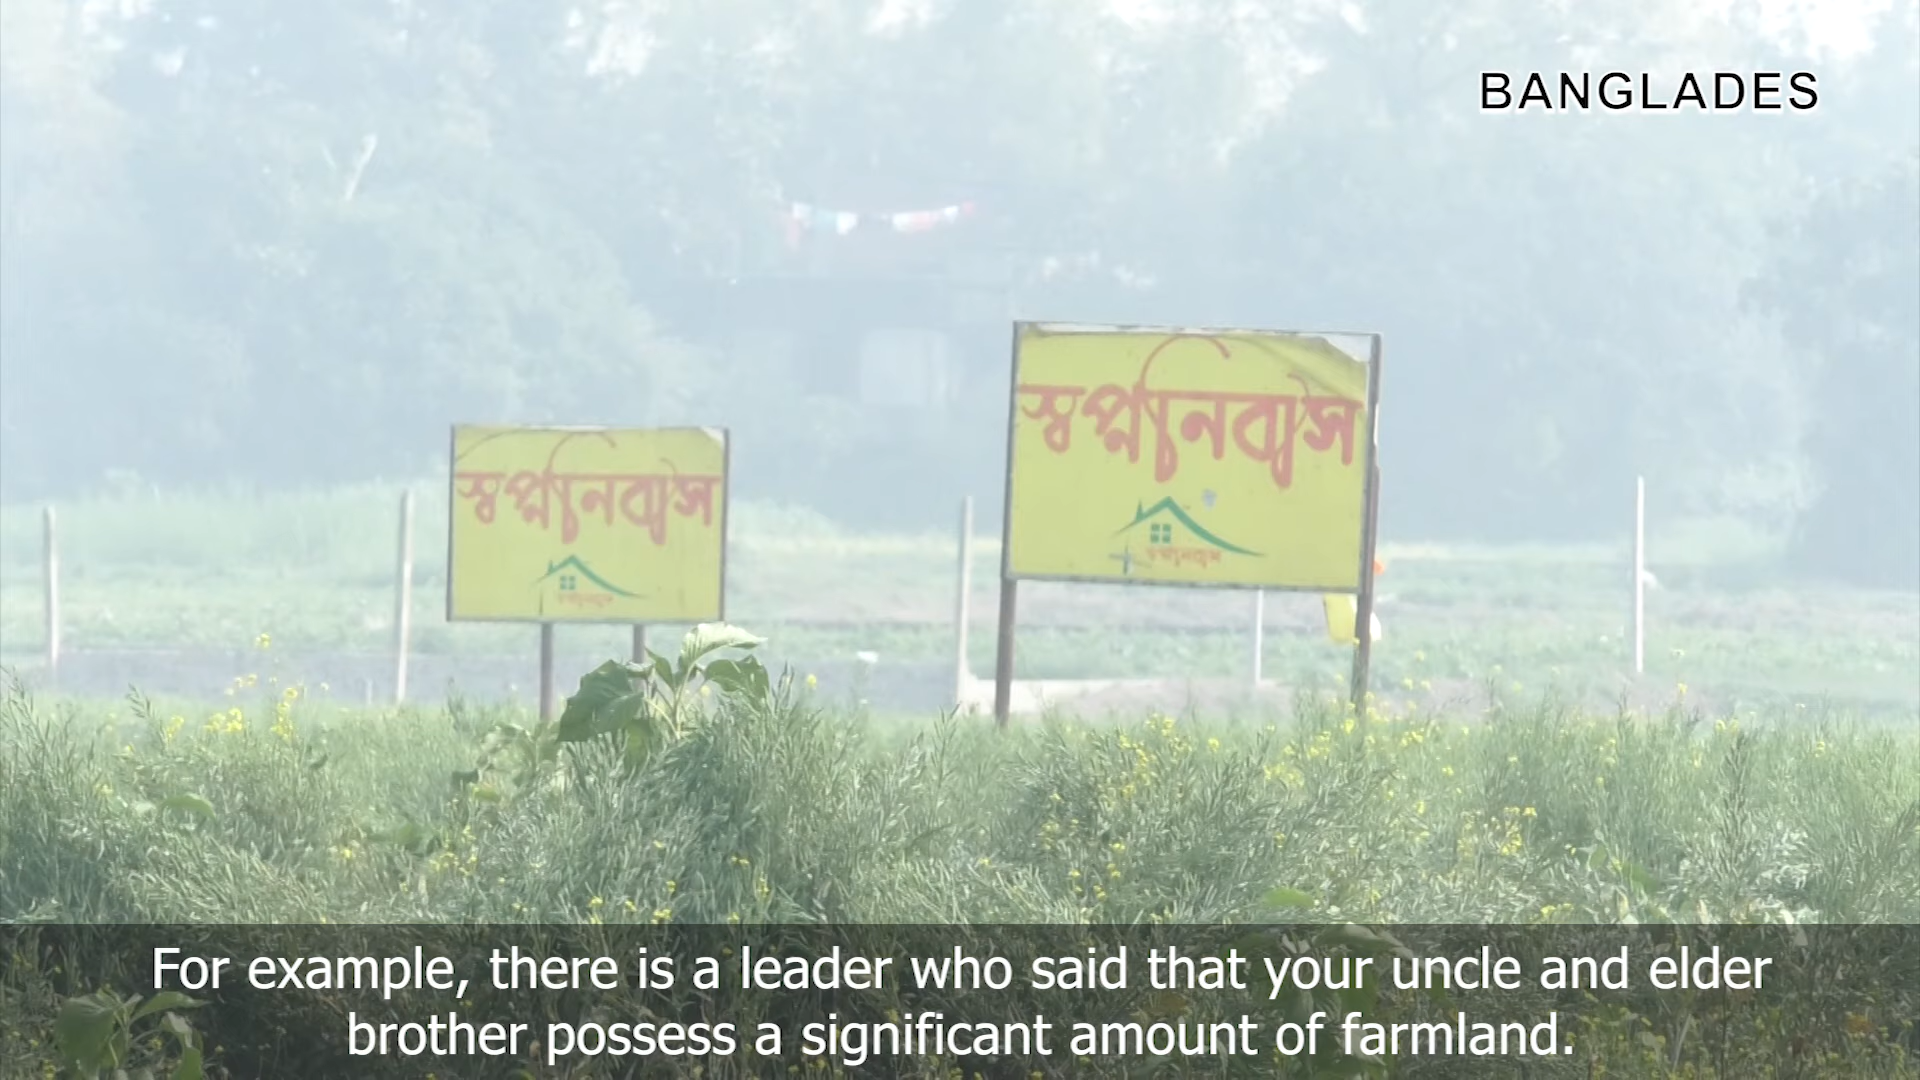 BANGLADES
স্বপ্ননিবাস
স্বপ্ননিবাস
For example, there is a leader who said that your uncle and elder
brother possess a significant amount of farmland.